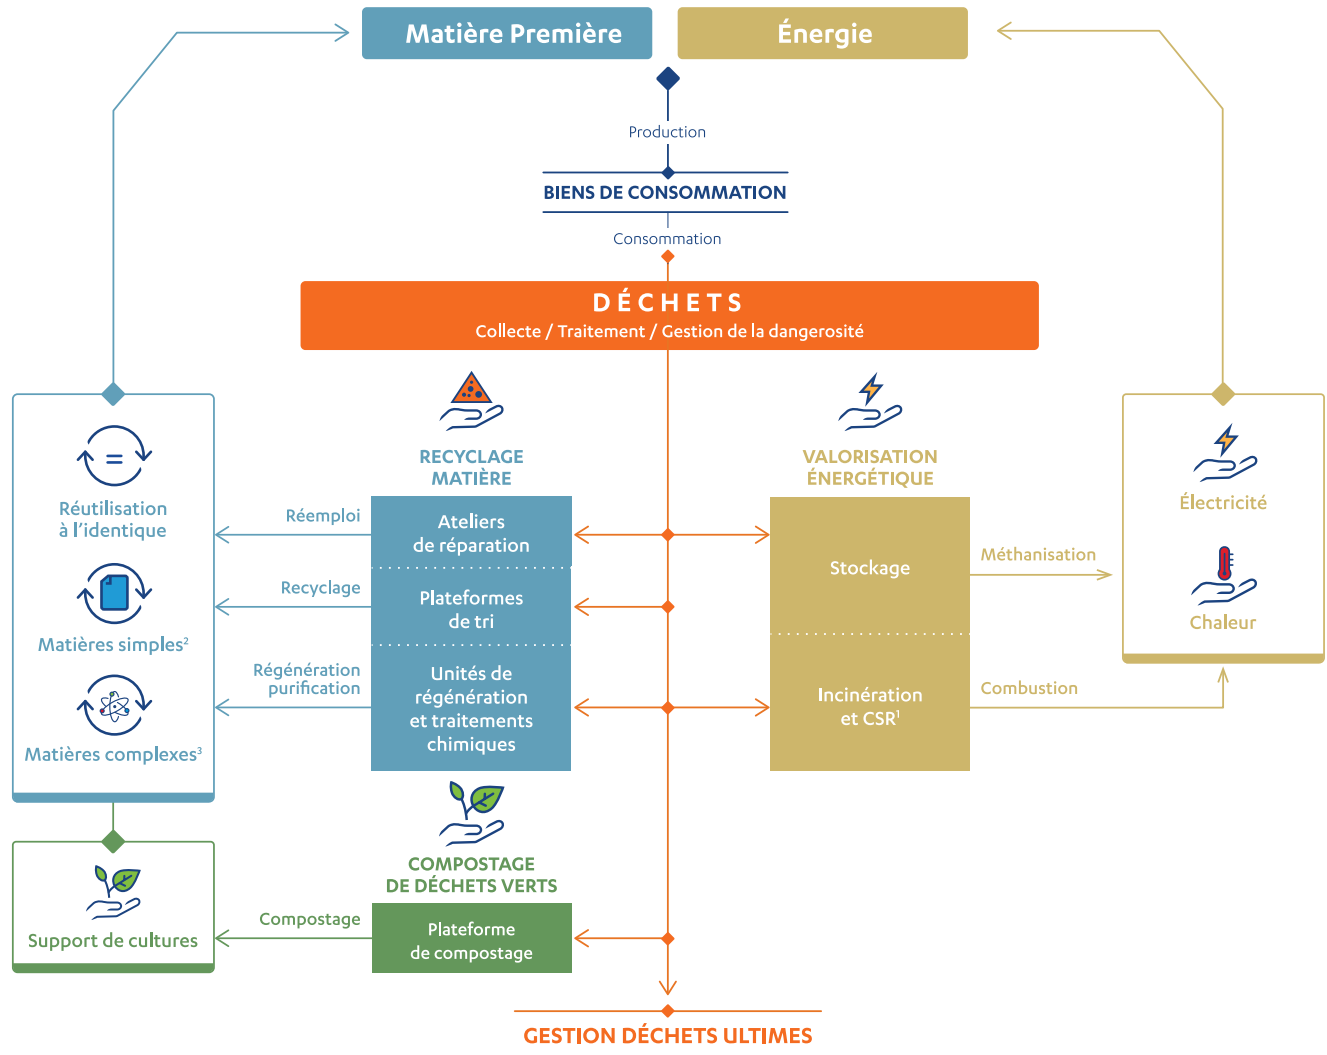 Matière Première
Énergie
Production
BIENS DE CONSOMMATION
Consommation
DÉCHETS
Collecte / Traitement / Gestion de la dangerosité
RECYCLAGE
MATIÈRE
VALORISATION
ÉNERGÉTIQUE
Réutilisation
à l'identique
Matières simples²
Matières complexes³
Réemploi
Recyclage
Régénération
purification
Ateliers
de réparation
Plateformes
de tri
Unités de
régénération
et traitements
chimiques
Stockage
Incinération
et CSR¹
Méthanisation
Combustion
Électricité
Chaleur
COMPOSTAGE
DE DÉCHETS VERTS
Support de cultures
Compostage
Plateforme
de compostage
GESTION DÉCHETS ULTIMES